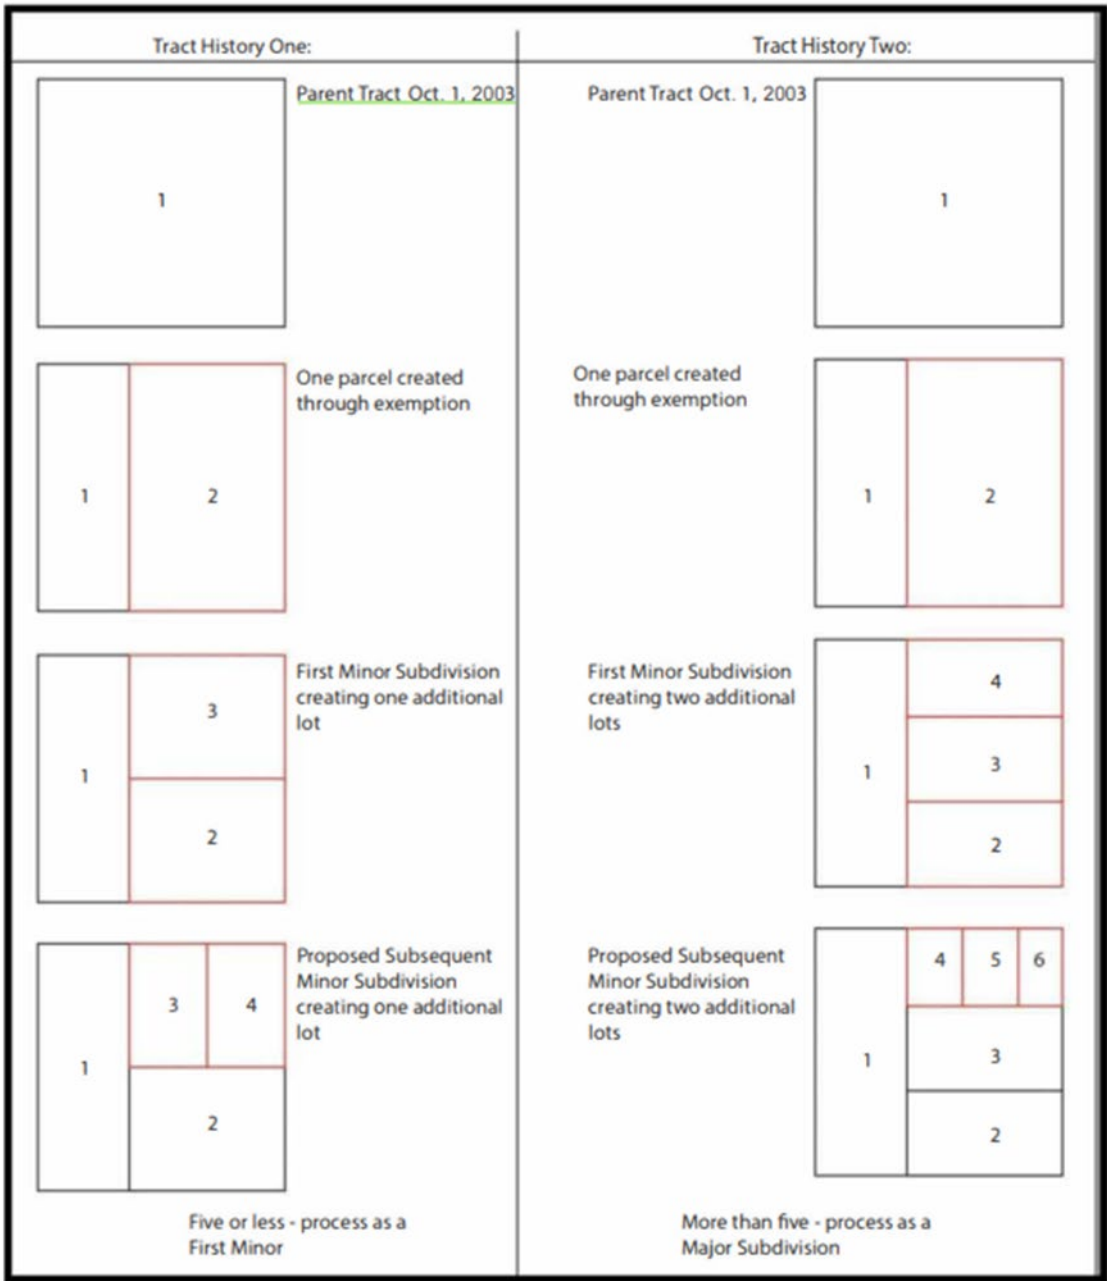 Tract History One:
Parent Tract Oct. 1, 2003
1
One parcel created
through exemption
1
2
First Minor Subdivision
creating one additional
lot
3
1
2
Proposed Subsequent
Minor Subdivision
creating one additional
lot
3
4
1
2
Five or less - process as a
First Minor
Tract History Two:
Parent Tract Oct. 1, 2003
1
One parcel created
through exemption
1
2
First Minor Subdivision
creating two additional
lots
4
3
1
2
Proposed Subsequent
Minor Subdivision
creating two additional
lots
4
5
6
3
1
2
More than five - process as a
Major Subdivision